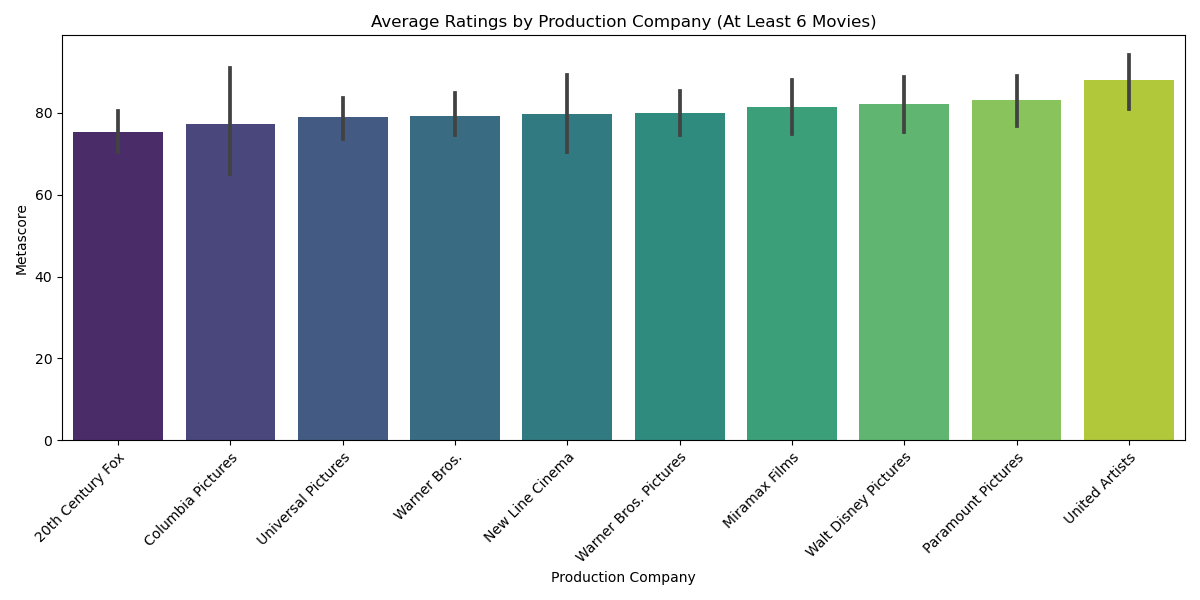 Average Ratings by Production Company (At Least 6 Movies)
Metascore
80
60
40
20
0
20th Century Fox
Columbia Pictures
Universal Pictures
Warner Bros.
New Line Cinema
Warner Bros. Pictures
Miramax Films
Walt Disney Pictures
Paramount Pictures
United Artists
Production Company